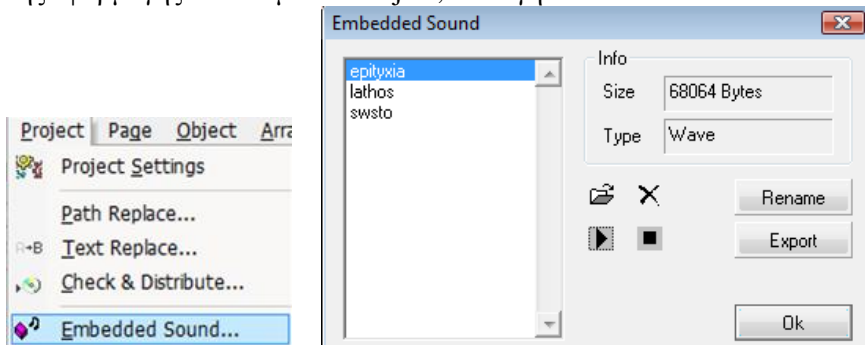 Project Page Object
Project Settings
Path Replace...
Text Replace...
Check & Distribute...
Embedded Sound...
Embedded Sound
epityxia
lathos
swsto
Info
Size 68064 Bytes
Type Wave
Rename
Export
Ok